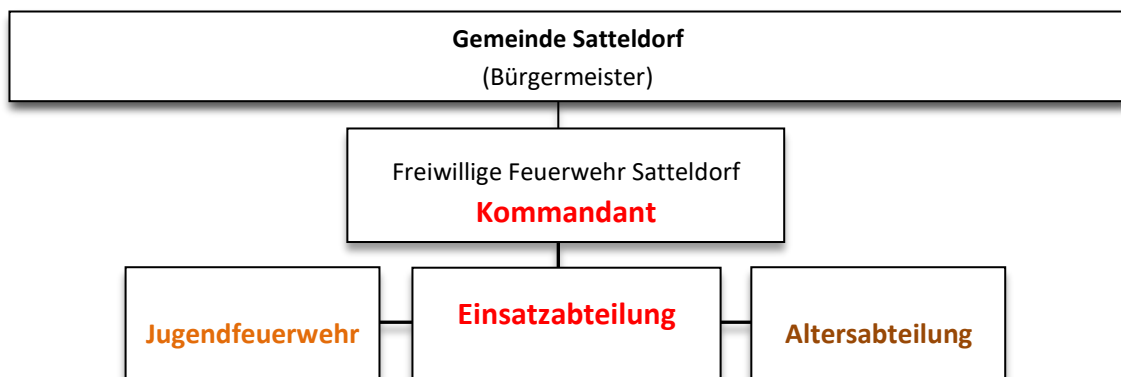 Gemeinde Satteldorf
(Bürgermeister)
Freiwillige Feuerwehr Satteldorf
Kommandant
Jugendfeuerwehr
Einsatzabteilung
Altersabteilung